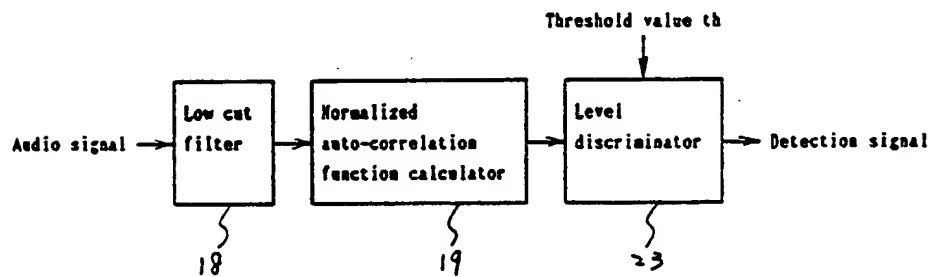 Threshold value th
Low cut
filter
Normalized
auto-correlation
function calculator
Level
discriminator
Audio signal
Detection signal
18
19
23